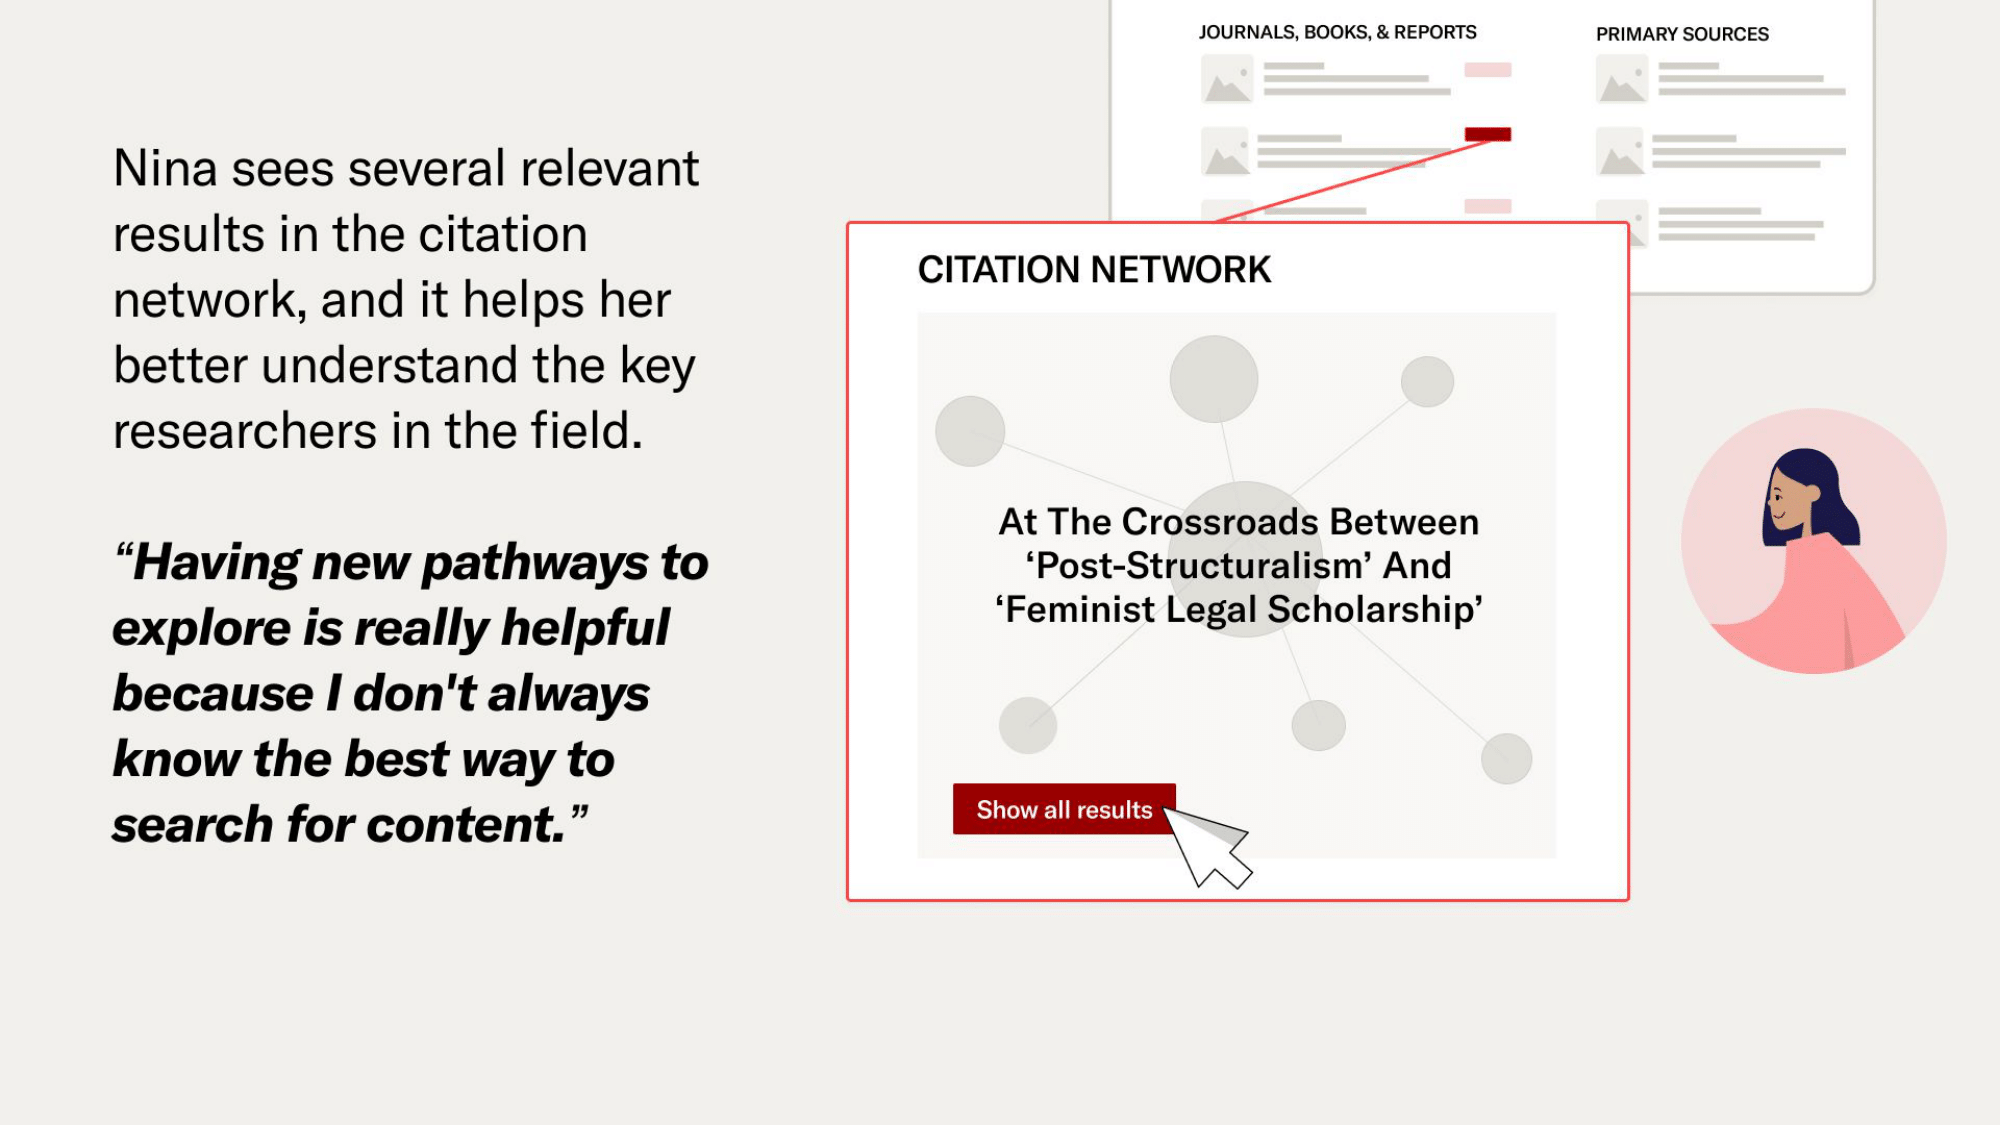 Nina sees several relevant
results in the citation
network, and it helps her
better understand the key
researchers in the field.
“Having new pathways to
explore is really helpful
because I don't always
know the best way to
search for content.”
JOURNALS, BOOKS, & REPORTS
PRIMARY SOURCES
CITATION NETWORK
At The Crossroads Between
‘Post-Structuralism’ And
‘Feminist Legal Scholarship’
Show all results